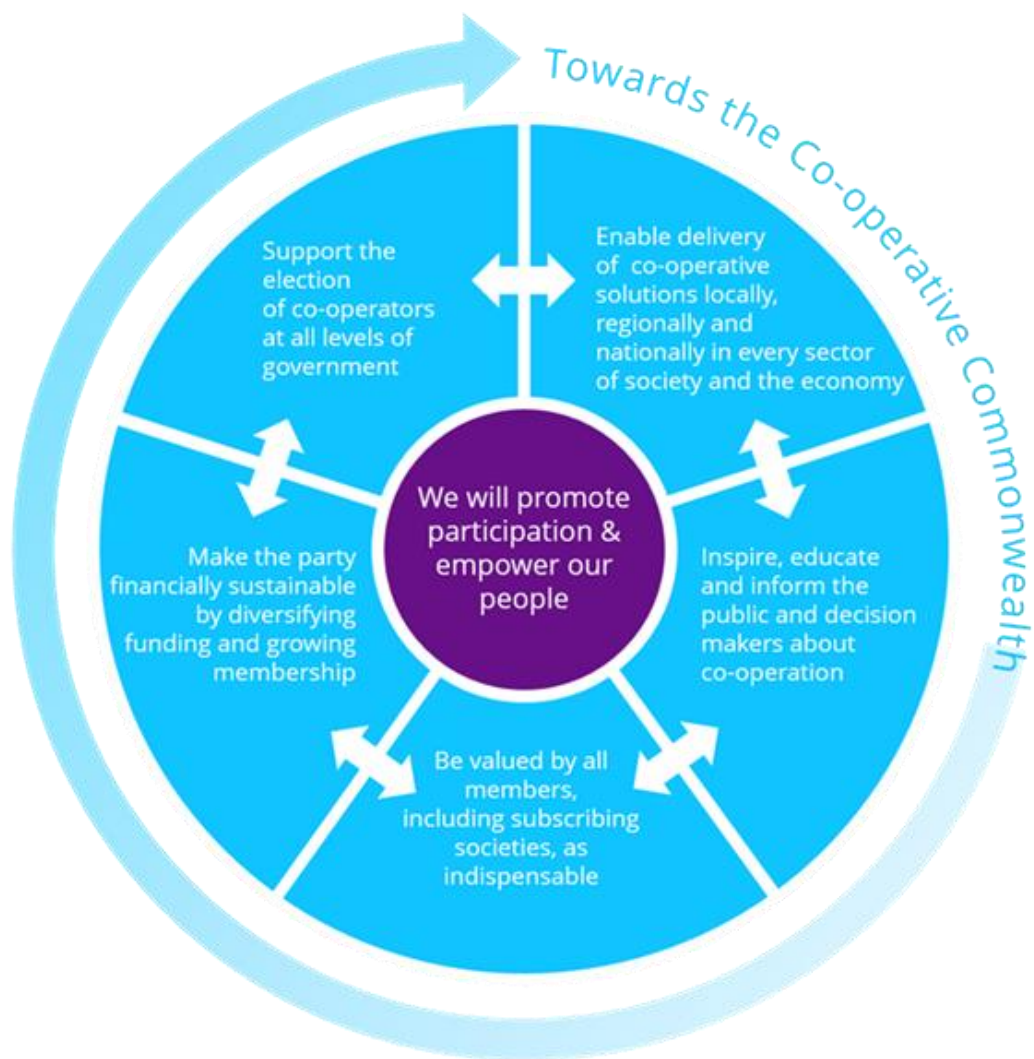 Towards the Co-operative Commonwealth
Support the
election
of co-operators
at all levels of
government
Enable delivery
of co-operative
solutions locally,
regionally and
nationally in every sector
of society and the economy
We will promote
participation &
empower our
people
Make the party
financially sustainable
by diversifying
funding and growing
membership
Inspire, educate
and inform the
public and decision
makers about
co-operation
Be valued by all
members,
including subscribing
societies, as
indispensable